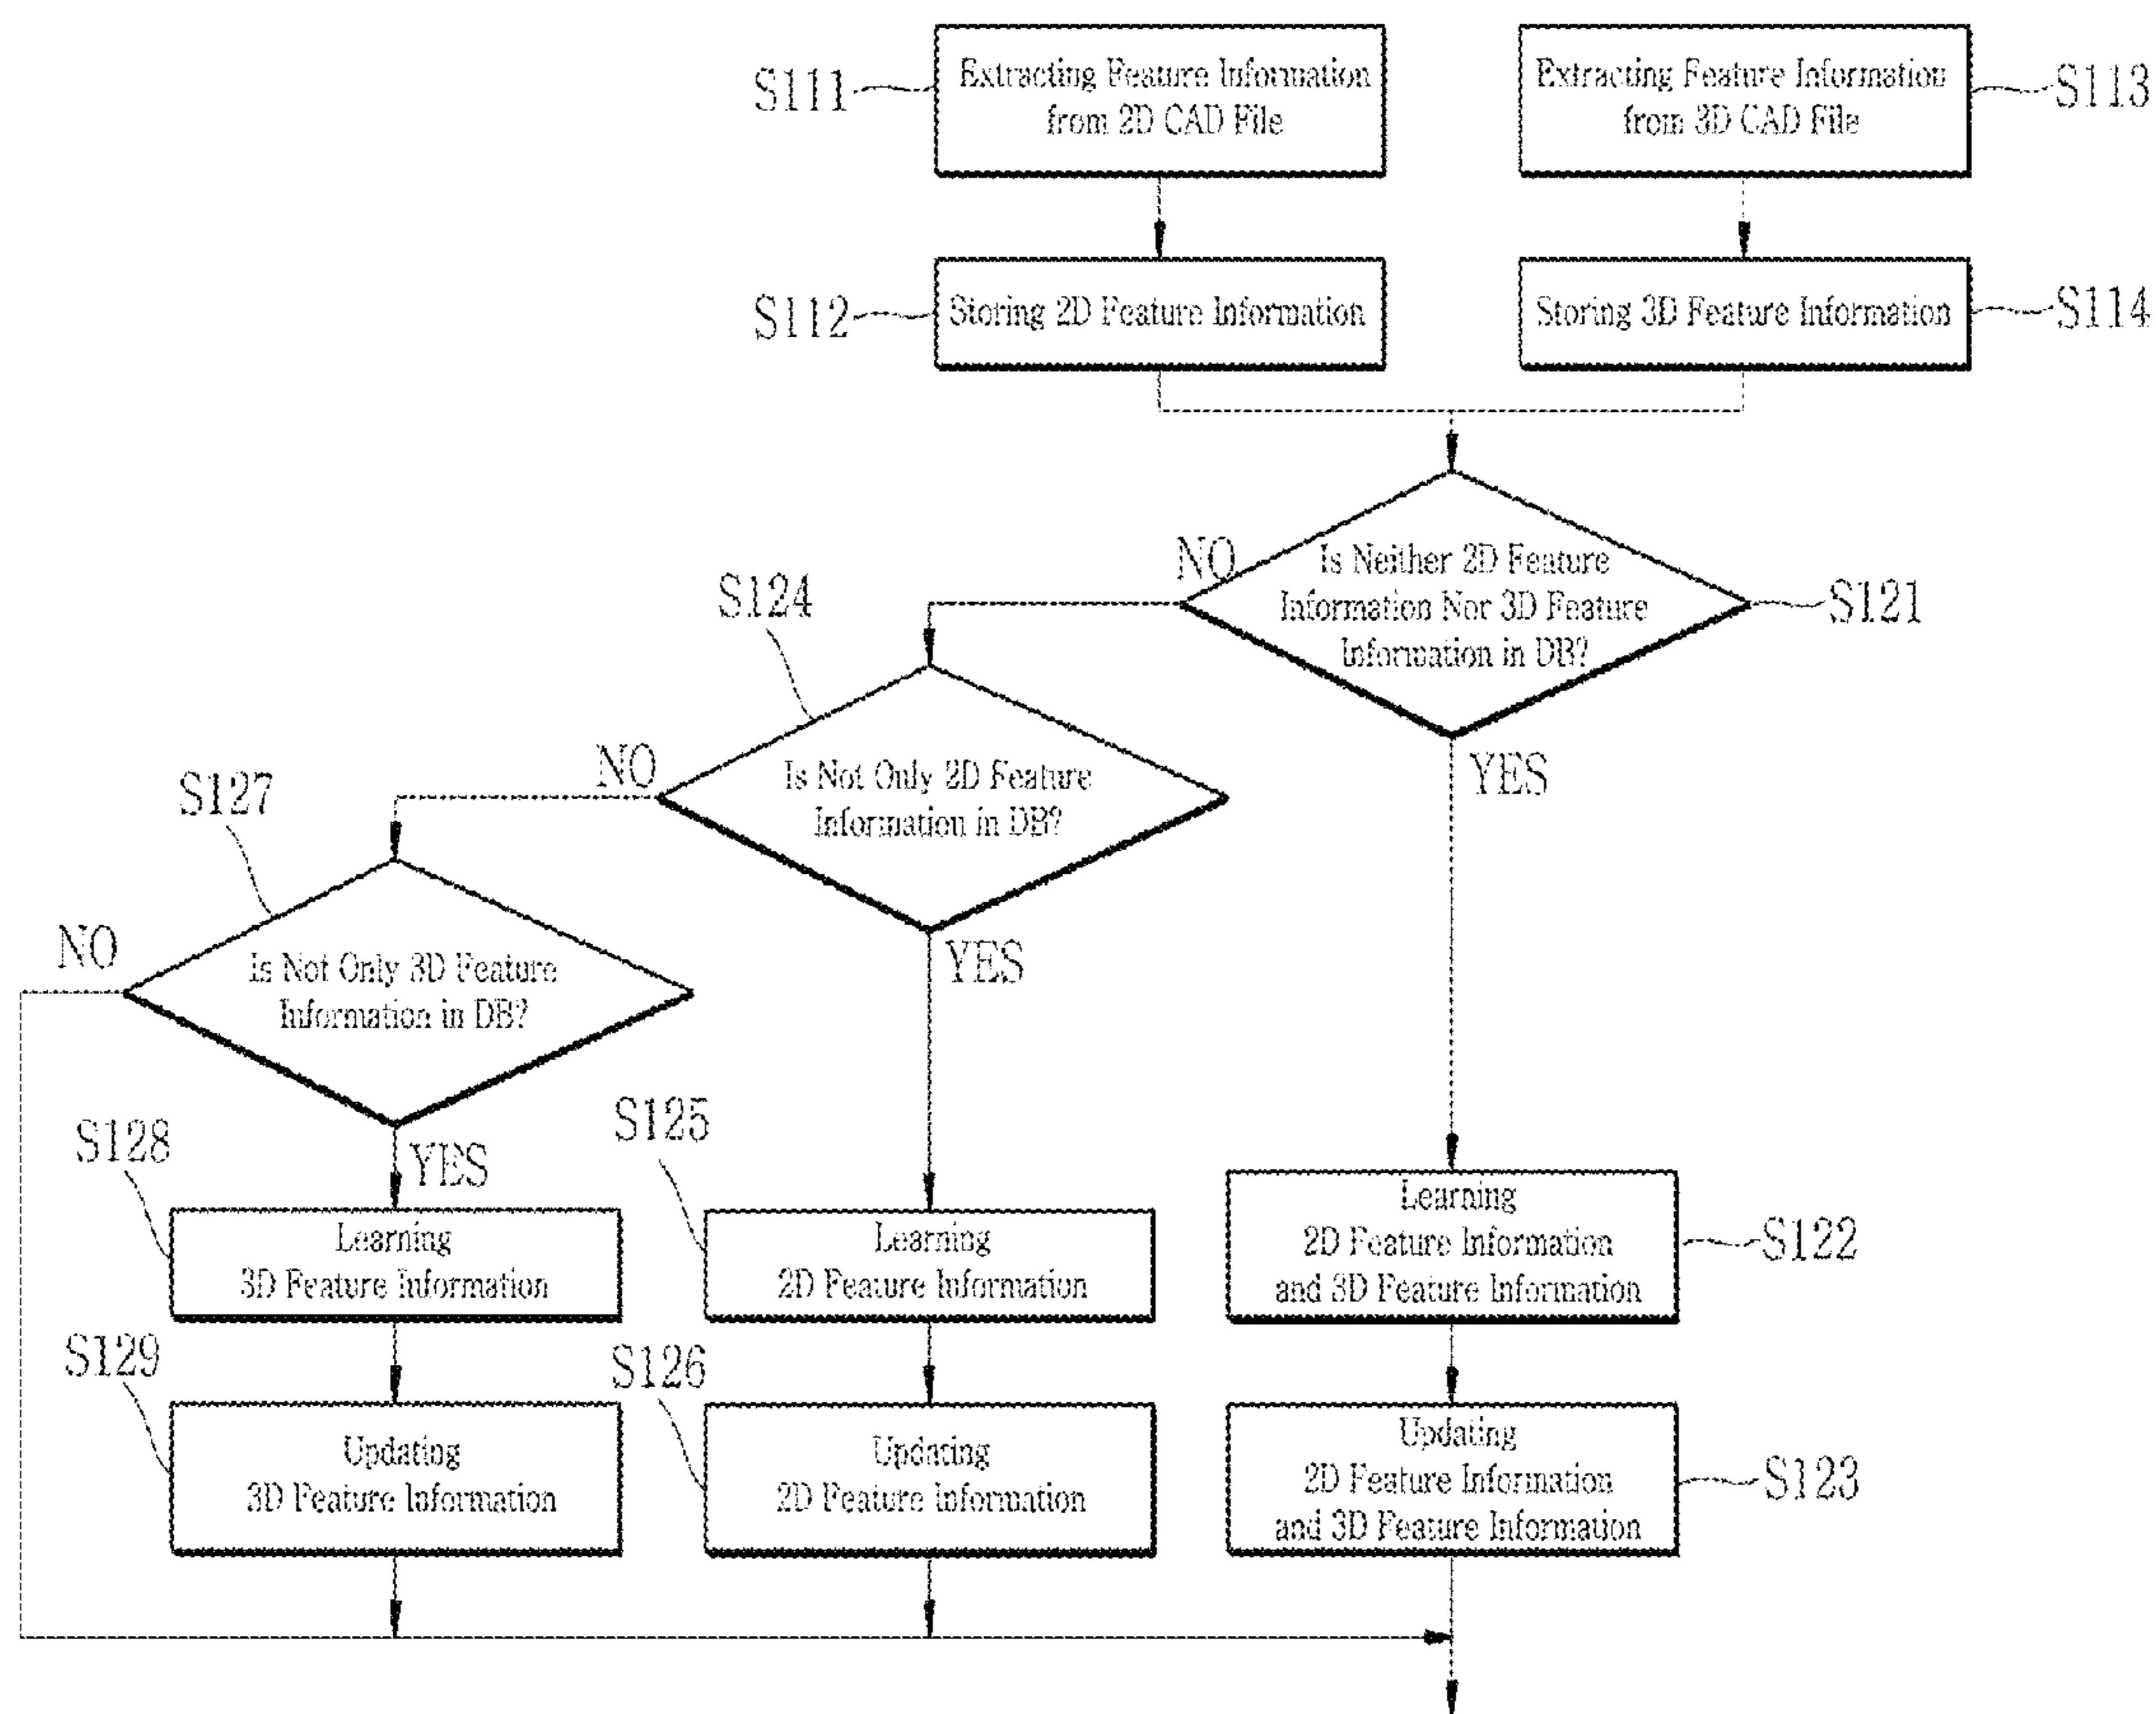 S111
Extracting Feature Information
from 2D CAD File
Extracting Feature Information
from 3D CAD File
S113
S112
Storing 2D Feature Information
Storing 3D Feature Information
S114
NO
Is Neither 2D Feature
Information Nor 3D Feature
Information in DB?
S121
YES
S124
NO
Is Not Only 2D Feature
Information in DB?
YES
S127
NO
Is Not Only 3D Feature
Information in DB?
YES
S128
Learning
3D Feature Information
S125
Learning
2D Feature Information
Learning
2D Feature Information
and 3D Feature Information
S122
S129
Updating
3D Feature Information
S126
Updating
2D Feature Information
Updating
2D Feature Information
and 3D Feature Information
S123